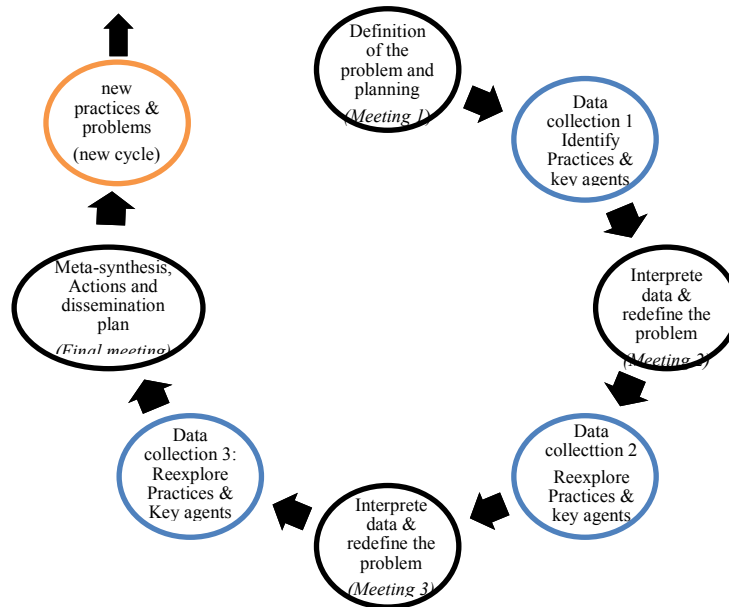 Definition
of the
problem and
planning
(Meeting 1)
Data
collection 1
Identify
Practices &
key agents
Interprete
data &
redefine the
problem
(Meeting 2)
Data
collecttion 2
Reexplore
Practices &
key agents
Interprete
data &
redefine the
problem
(Meeting 3)
Data
collection 3:
Reexplore
Practices &
Key agents
Meta-synthesis,
Actions and
dissemination
plan
(Final meeting)
new
practices &
problems
(new cycle)